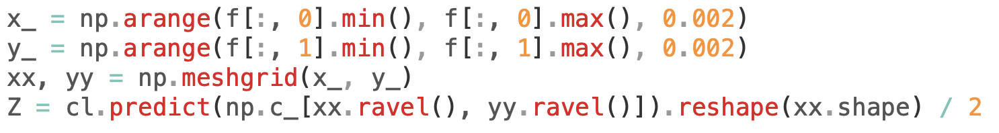 x_ = np.arange(f[:, 0].min(), f[:, 0].max(), 0.002)
y_ = np.arange(f[:, 1].min(), f[:, 1].max(), 0.002)
xx, yy = np.meshgrid(x_, y_)
Z = cl.predict(np.c_[xx.ravel(), yy.ravel()]).reshape(xx.shape) / 2